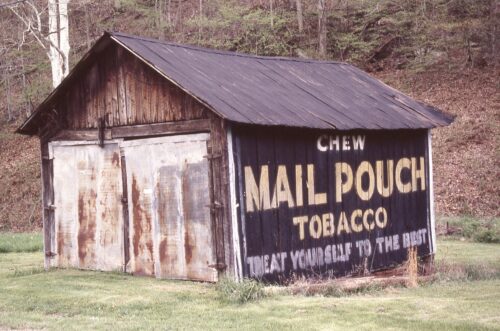 CHEW
MAIL POUCH
TOBACCO
TREAT YOURSELF TO THE BEST